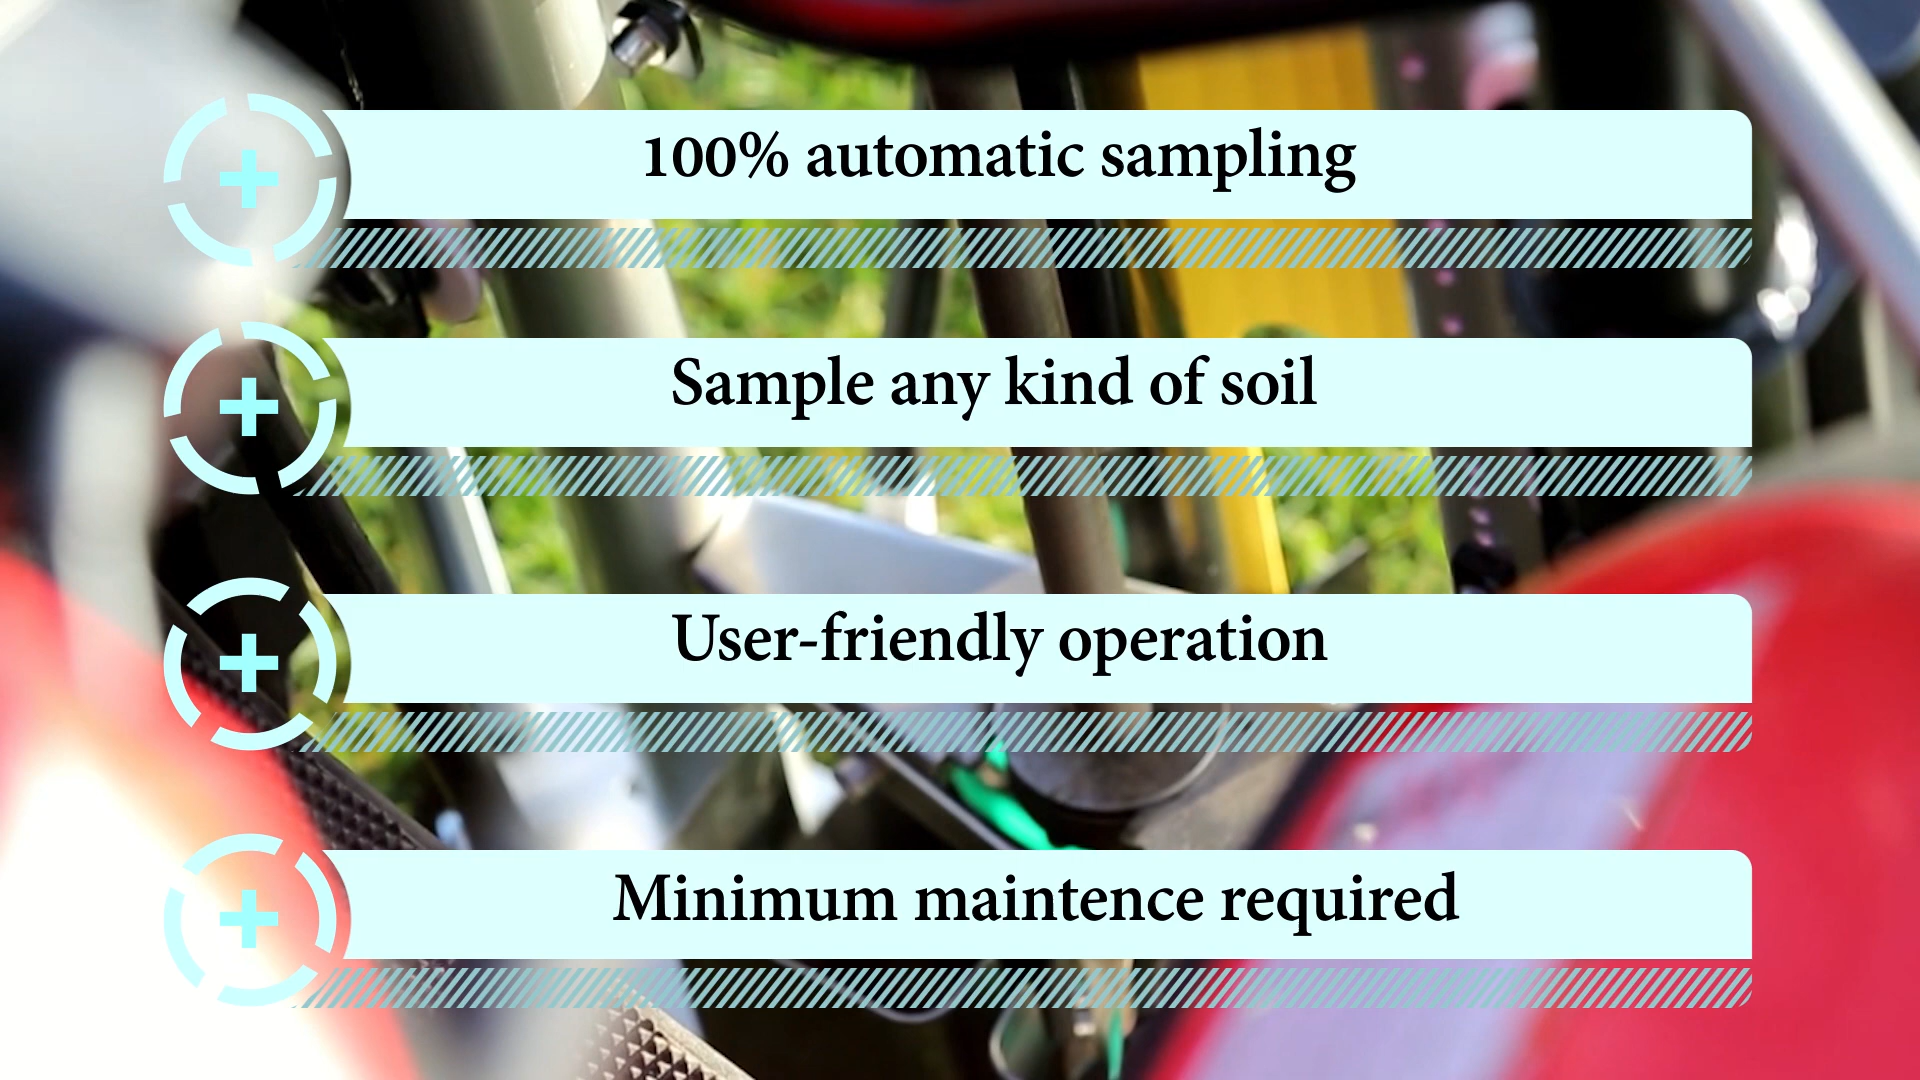 100% automatic sampling
Sample any kind of soil
User-friendly operation
Minimum maintence required